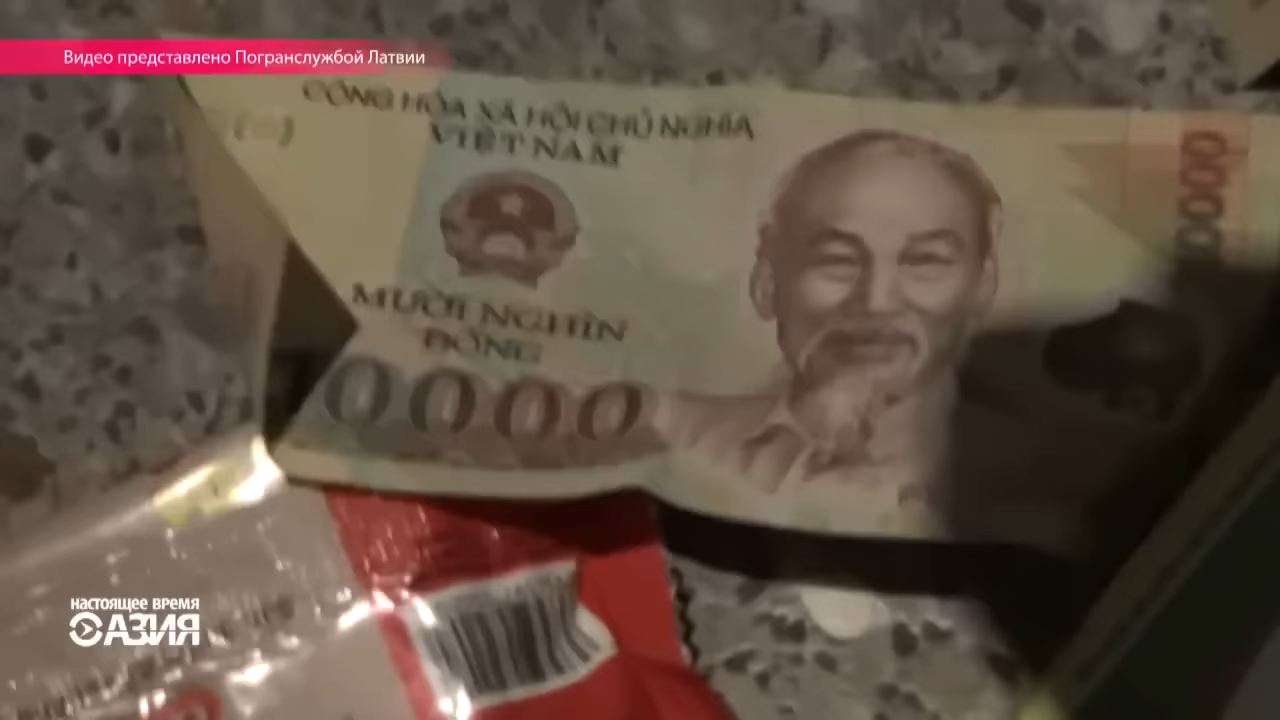 Видео представлено Погранслужбой Латвии
CỘNG HÒA XÃ HỘI CHỦ NGHĨA
VIỆT NAM
MƯỜI NGHÌN
ĐỒNG
0000
0000
НАСТОЯЩЕЕ ВРЕМЯ
АЗИЯ